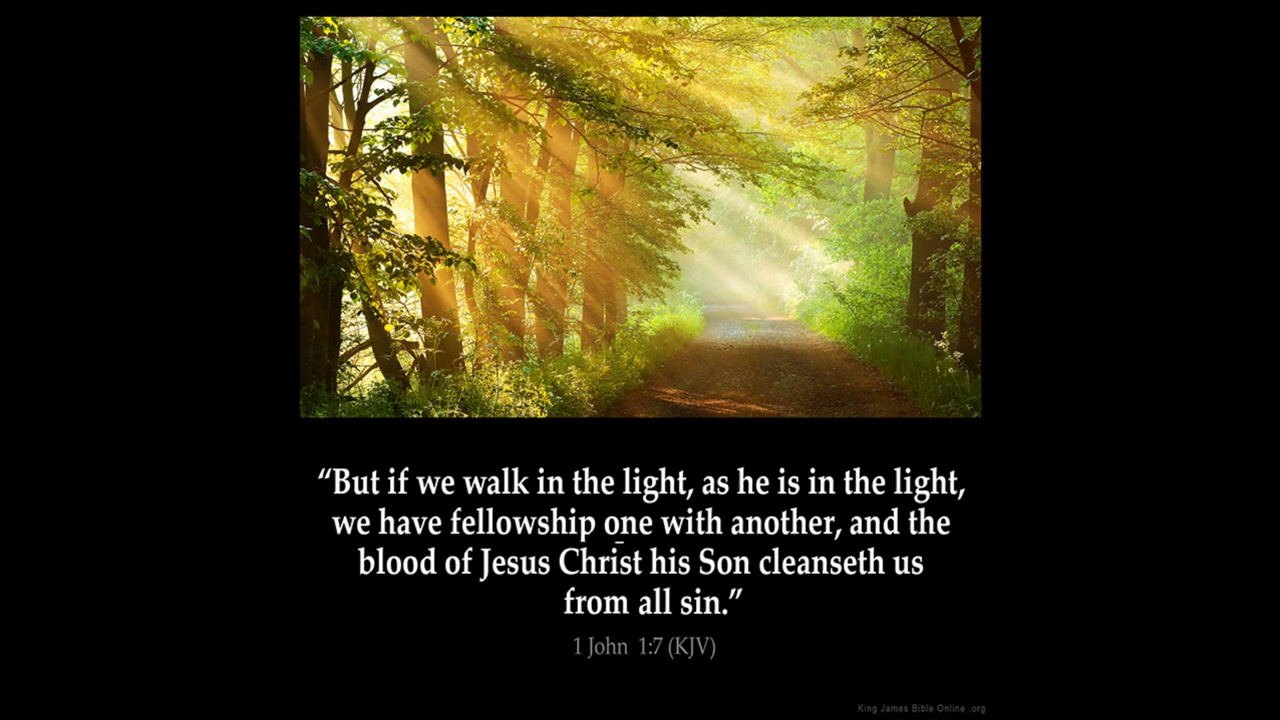 “But if we walk in the light, as he is in the light,
we have fellowship one with another, and the
blood of Jesus Christ his Son cleanseth us
from all sin.”
1 John 1:7 (KJV)
King James Bible Online .org